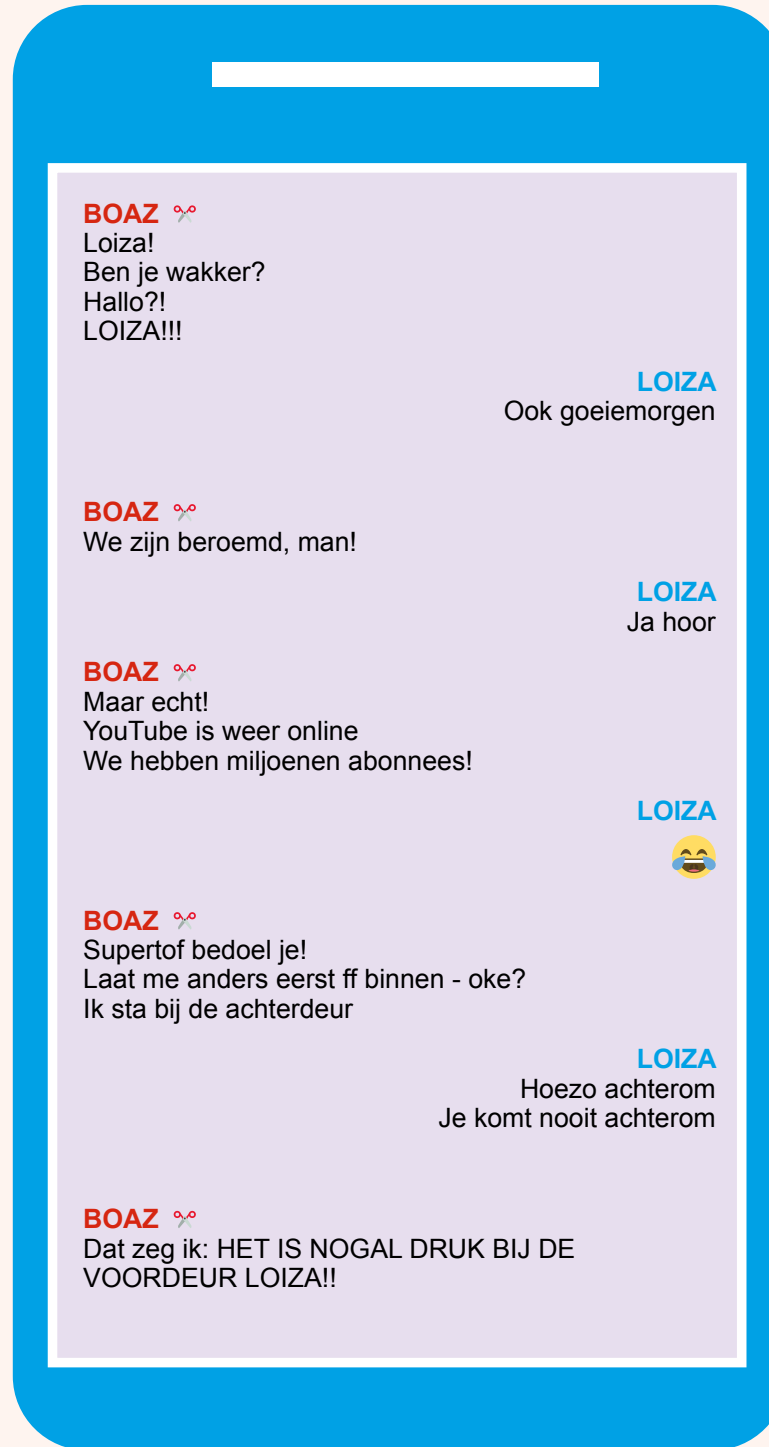 BOAZ ✂
Loiza!
Ben je wakker?
Hallo?!
LOIZA!!!
LOIZA
Ook goeiemorgen
BOAZ ✂
We zijn beroemd, man!
LOIZA
Ja hoor
BOAZ ✂
Maar echt!
YouTube is weer online
We hebben miljoenen abonnees!
LOIZA
😂
BOAZ ✂
Supertof bedoel je!
Laat me anders eerst ff binnen - oke?
Ik sta bij de achterdeur
LOIZA
Hoezo achterom
Je komt nooit achterom
BOAZ ✂
Dat zeg ik: HET IS NOGAL DRUK BIJ DE
VOORDEUR LOIZA!!